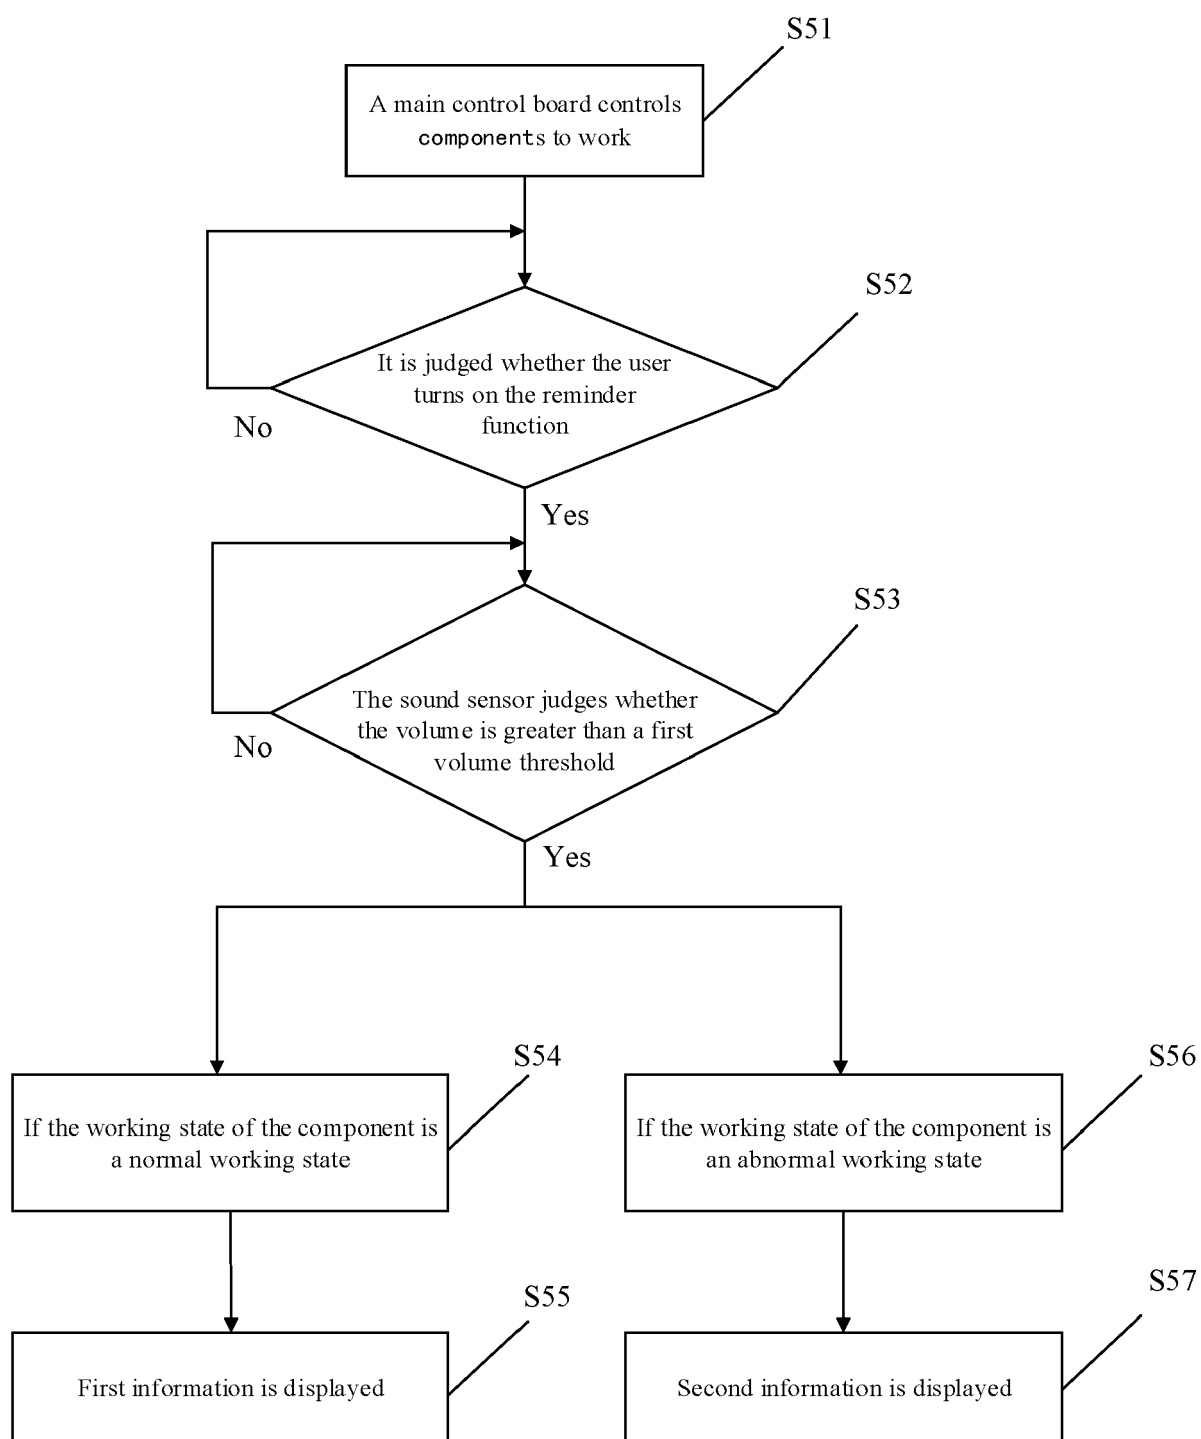 S51
A main control board controls
components to work
S52
It is judged whether the user
turns on the reminder
function
No
Yes
S53
The sound sensor judges whether
the volume is greater than a first
volume threshold
No
Yes
S54
If the working state of the component is
a normal working state
S56
If the working state of the component is
an abnormal working state
S55
First information is displayed
S57
Second information is displayed